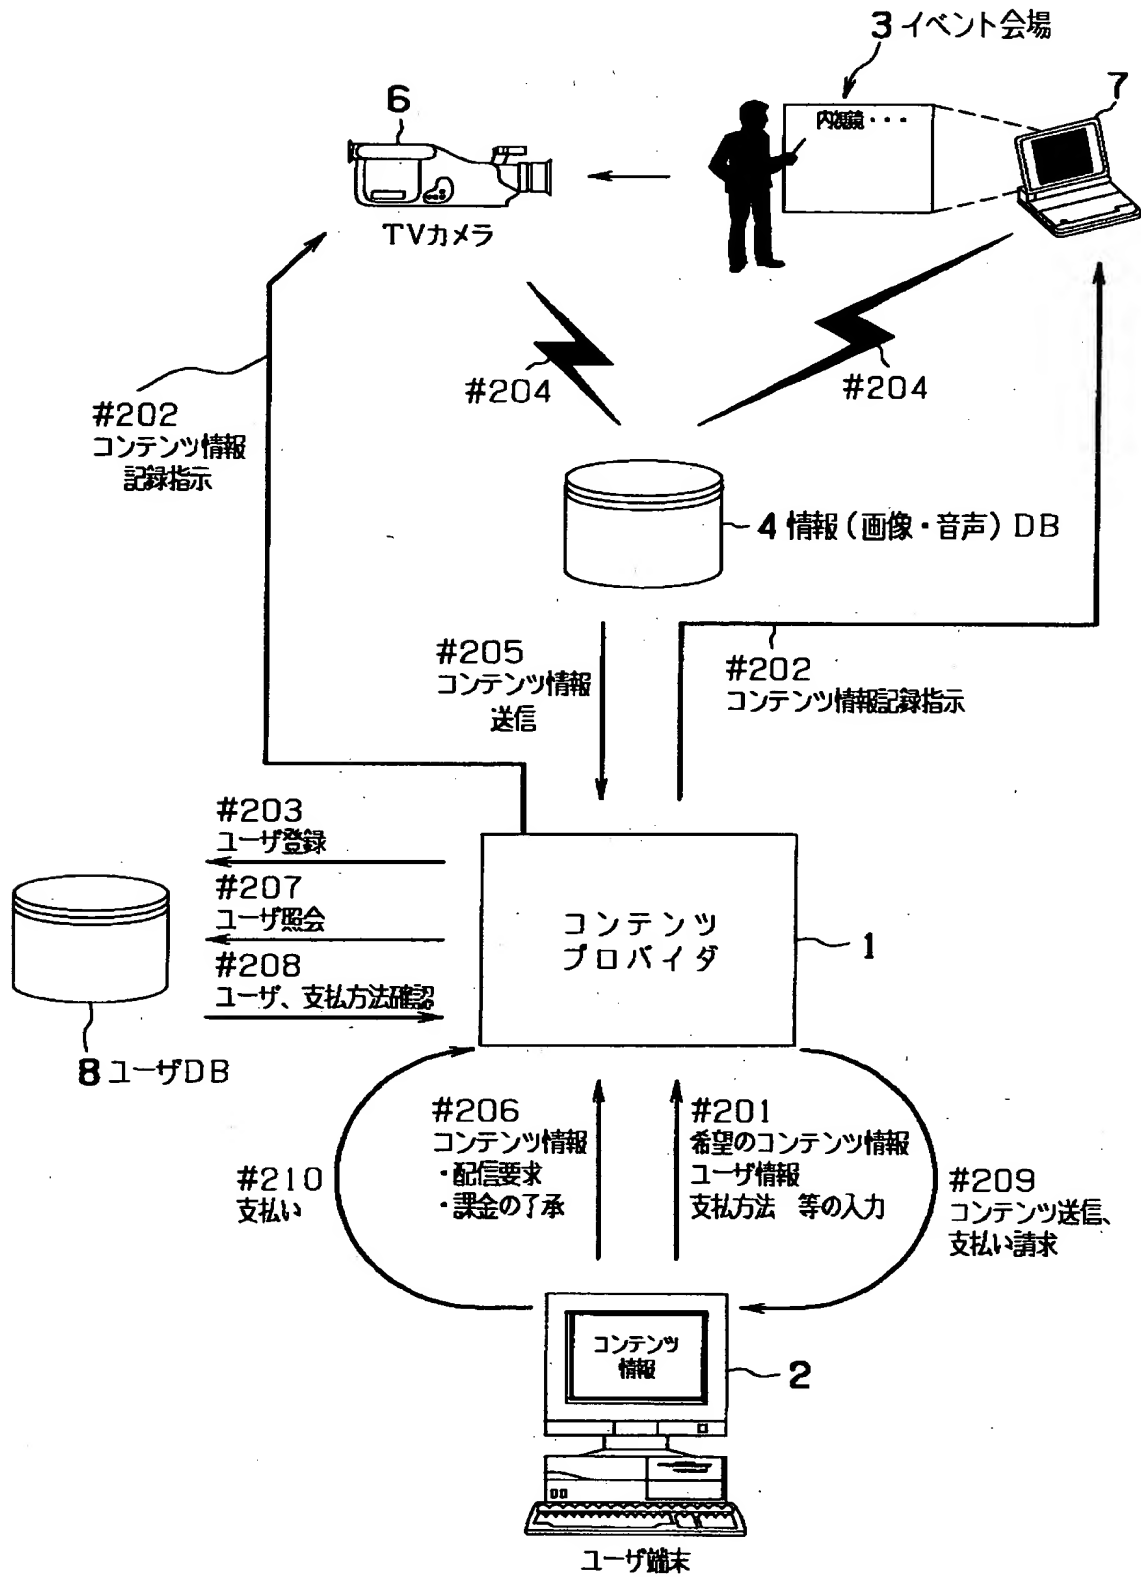 3 イベント会場
6
7
内視鏡・・・
TVカメラ
#204
#204
#202
コンテンツ情報
記録指示
4 情報(画像・音声)DB
#205
コンテンツ情報
送信
#202
コンテンツ情報記録指示
#203
ユーザ登録
#207
ユーザ照会
#208
ユーザ、支払方法確認
コンテンツ
プロバイダ
1
8 ユーザDB
#206
コンテンツ情報
・配信要求
・課金の了承
#201
希望のコンテンツ情報
ユーザ情報
支払方法 等の入力
#210
支払い
#209
コンテンツ送信、
支払い請求
コンテンツ
情報
2
ユーザ端末